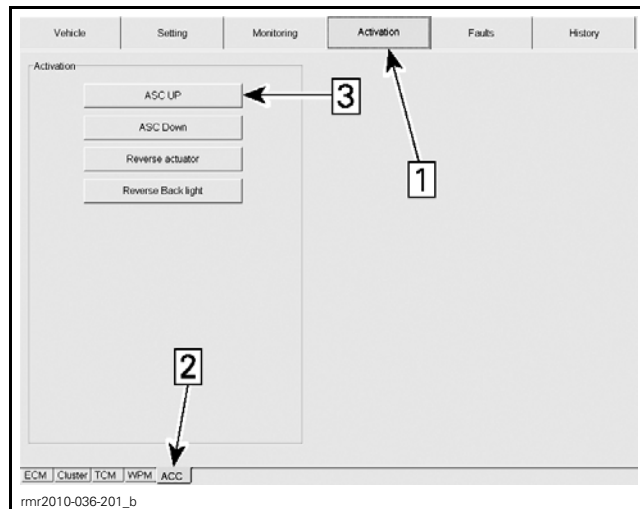 Vehicle Setting Monitoring Activation Faults History
Activation
ASC UP
3
ASC Down
Reverse actuator
1
Reverse Back light
2
ECM Cluster TCM WPM ACC
rmr2010-036-201_b